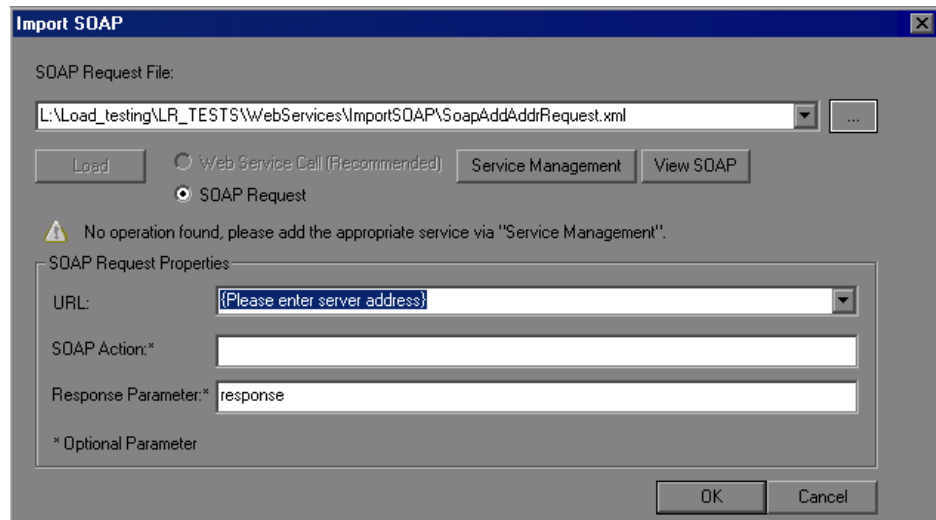 Import SOAP
SOAP Request File:
L:\Load_testing\LR_TESTS\WebServices\ImportSOAP\SoapAddAddrRequest.xml
...
Load
Web Service Call (Recommended)
Service Management
View SOAP
SOAP Request
No operation found, please add the appropriate service via "Service Management".
SOAP Request Properties
URL:
{Please enter server address}
SOAP Action:*
Response Parameter:*
response
* Optional Parameter
OK
Cancel